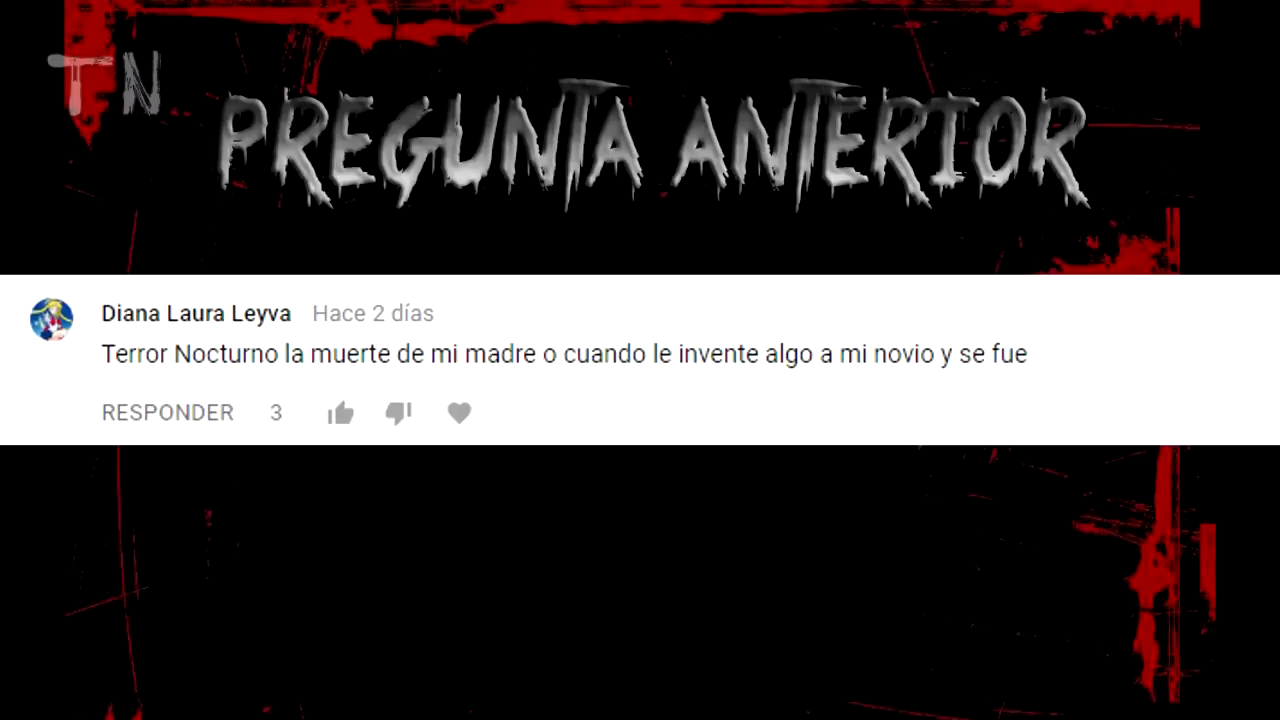 TN
PREGUNTA ANTERIOR
Diana Laura Leyva Hace 2 días
Terror Nocturno la muerte de mi madre o cuando le invente algo a mi novio y se fue
RESPONDER 3